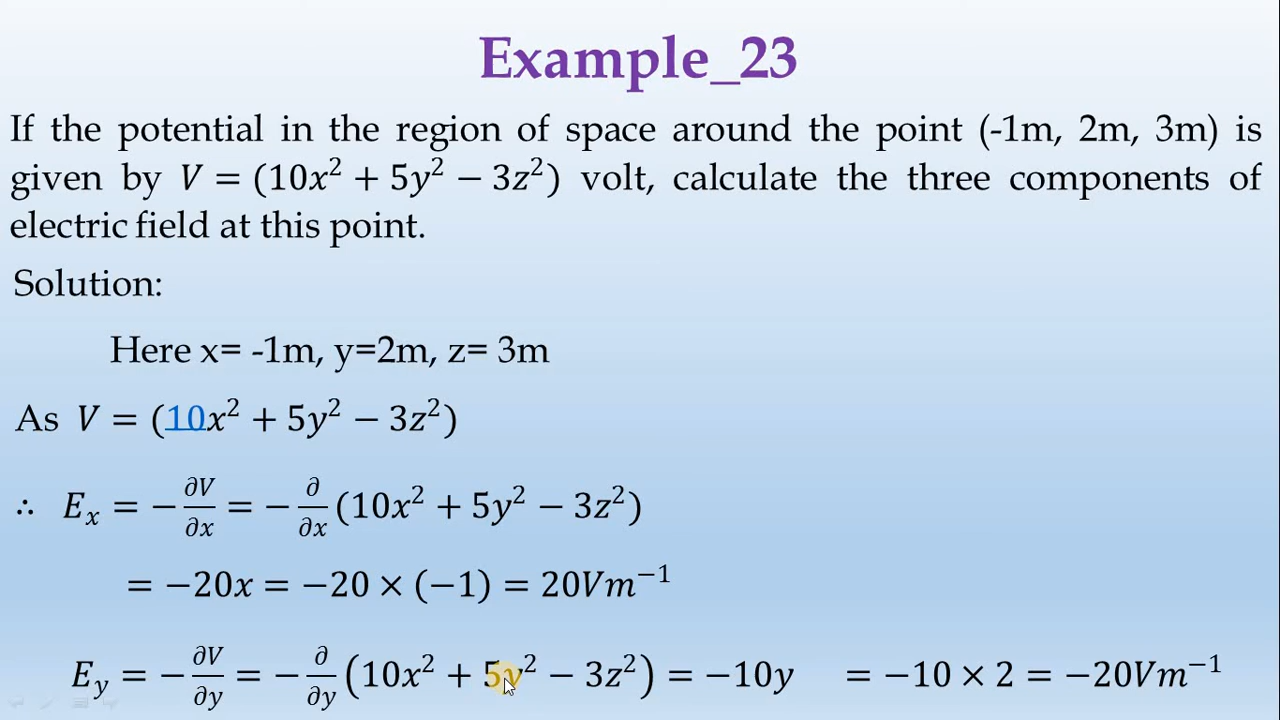 Example_23
If the potential in the region of space around the point (-1m, 2m, 3m) is
given by V = (10x² + 5y² − 3z²) volt, calculate the three components of
electric field at this point.
Solution:
Here x= -1m, y=2m, z= 3m
As V = (10x² + 5y² − 3z²)
∴ Eₓ = −∂V/∂x = −∂/∂x (10x² + 5y² − 3z²)
= −20x = −20 × (−1) = 20Vm⁻¹
E_y = −∂V/∂y = −∂/∂y (10x² + 5y² − 3z²) = −10y = −10 × 2 = −20Vm⁻¹